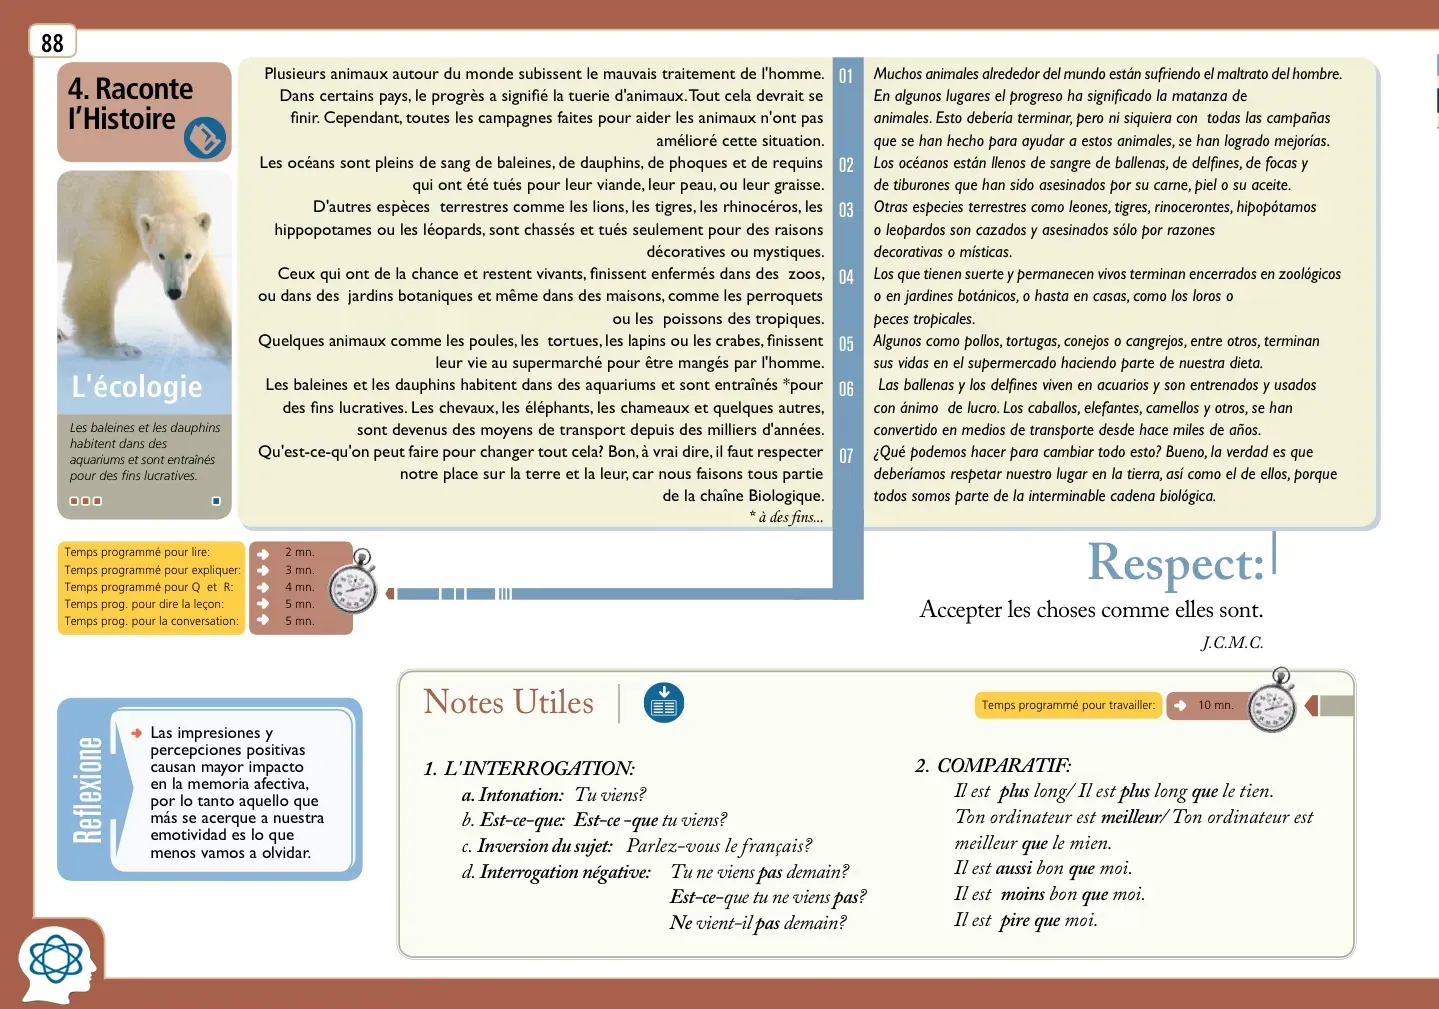 88
4. Raconte
l'Histoire
L'écologie
Les baleines et les dauphins
habitent dans des
aquariums et sont entraînés
pour des fins lucratives.
Plusieurs animaux autour du monde subissent le mauvais traitement de l'homme.
Dans certains pays, le progrès a signifié la tuerie d'animaux. Tout cela devrait se
finir. Cependant, toutes les campagnes faites pour aider les animaux n'ont pas
amélioré cette situation.
Les océans sont pleins de sang de baleines, de dauphins, de phoques et de requins
qui ont été tués pour leur viande, leur peau, ou leur graisse.
D'autres espèces terrestres comme les lions, les tigres, les rhinocéros, les
hippopotames ou les léopards, sont chassés et tués seulement pour des raisons
décoratives ou mystiques.
Ceux qui ont de la chance et restent vivants, finissent enfermés dans des zoos,
ou dans des jardins botaniques et même dans des maisons, comme les perroquets
ou les poissons des tropiques.
Quelques animaux comme les poules, les tortues, les lapins ou les crabes, finissent
leur vie au supermarché pour être mangés par l'homme.
Les baleines et les dauphins habitent dans des aquariums et sont entraînés *pour
des fins lucratives. Les chevaux, les éléphants, les chameaux et quelques autres,
sont devenus des moyens de transport depuis des milliers d'années.
Qu'est-ce-qu'on peut faire pour changer tout cela? Bon, à vrai dire, il faut respecter
notre place sur la terre et la leur, car nous faisons tous partie
de la chaîne Biologique.
* à des fins...
01
02
03
04
05
06
07
Muchos animales alrededor del mundo están sufriendo el maltrato del hombre.
En algunos lugares el progreso ha significado la matanza de
animales. Esto debería terminar, pero ni siquiera con todas las campañas
que se han hecho para ayudar a estos animales, se han logrado mejorías.
Los océanos están llenos de sangre de ballenas, de delfines, de focas y
de tiburones que han sido asesinados por su carne, piel o su aceite.
Otras especies terrestres como leones, tigres, rinocerontes, hipopótamos
o leopardos son cazados y asesinados sólo por razones
decorativas o místicas.
Los que tienen suerte y permanecen vivos terminan encerrados en zoológicos
o en jardines botánicos, o hasta en casas, como los loros o
peces tropicales.
Algunos como pollos, tortugas, conejos o cangrejos, entre otros, terminan
sus vidas en el supermercado haciendo parte de nuestra dieta.
Las ballenas y los delfines viven en acuarios y son entrenados y usados
con ánimo de lucro. Los caballos, elefantes, camellos y otros, se han
convertido en medios de transporte desde hace miles de años.
¿Qué podemos hacer para cambiar todo esto? Bueno, la verdad es que
deberíamos respetar nuestro lugar en la tierra, así como el de ellos, porque
todos somos parte de la interminable cadena biológica.
Temps programmé pour lire: 2 mn.
Temps programmé pour expliquer: 3 mn.
Temps programmé pour Q et R: 4 mn.
Temps prog. pour dire la leçon: 5 mn.
Temps prog. pour la conversation: 5 mn.
Respect:
Accepter les choses comme elles sont.
J.C.M.C.
Reflexione
Las impresiones y
percepciones positivas
causan mayor impacto
en la memoria afectiva,
por lo tanto aquello que
más se acerque a nuestra
emotividad es lo que
menos vamos a olvidar.
Notes Utiles
Temps programmé pour travailler: 10 mn.
1. L'INTERROGATION:
a. Intonation: Tu viens?
b. Est-ce-que: Est-ce -que tu viens?
c. Inversion du sujet: Parlez-vous le français?
d. Interrogation négative: Tu ne viens pas demain?
Est-ce-que tu ne viens pas?
Ne vient-il pas demain?
2. COMPARATIF:
Il est plus long/ Il est plus long que le tien.
Ton ordinateur est meilleur/ Ton ordinateur est
meilleur que le mien.
Il est aussi bon que moi.
Il est moins bon que moi.
Il est pire que moi.